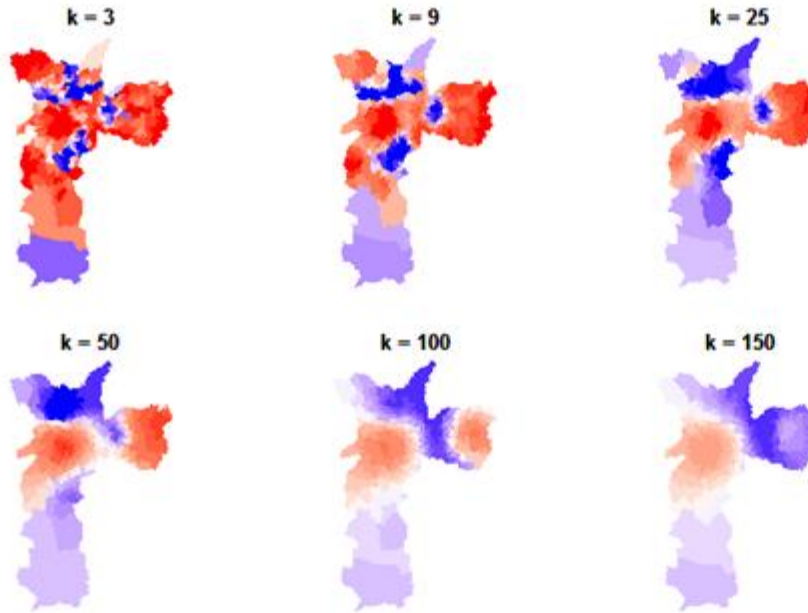 k = 3
k = 9
k = 25
k = 50
k = 100
k = 150